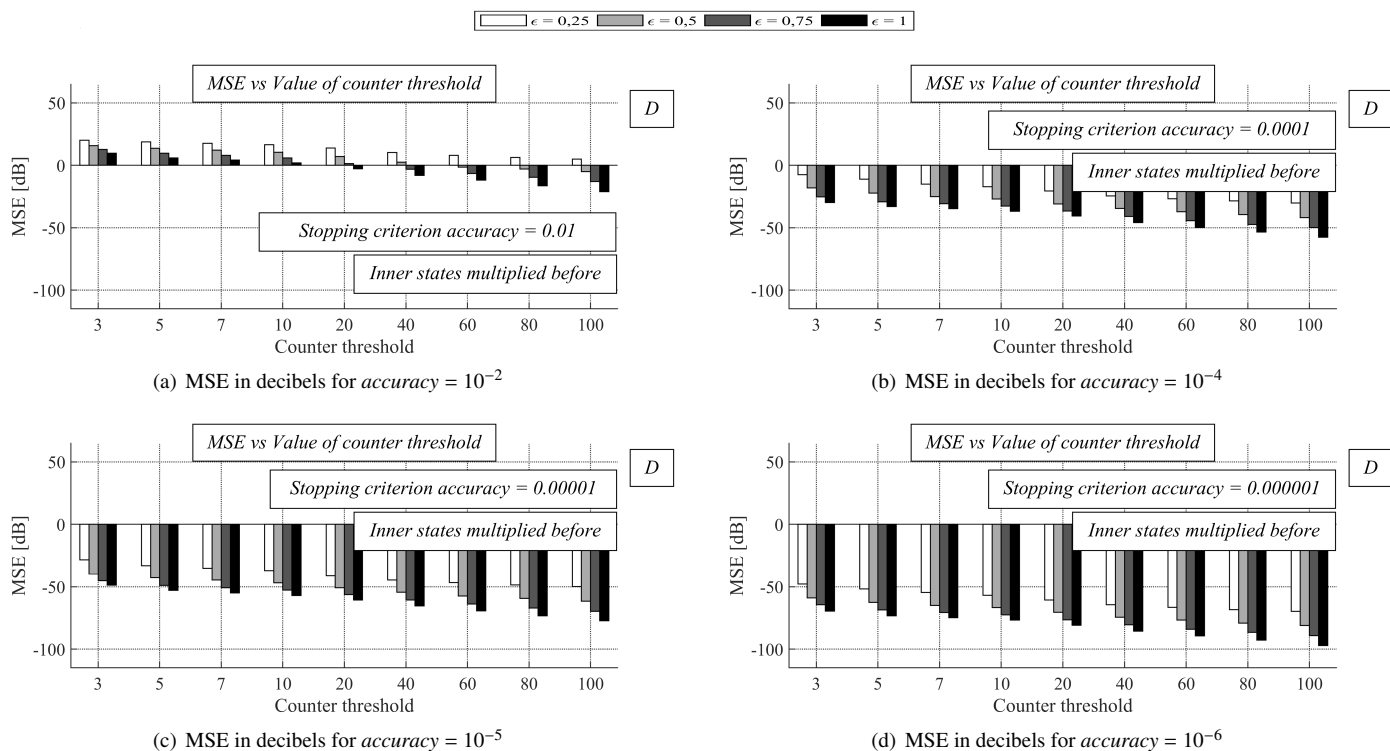 ϵ = 0,25 ϵ = 0,5 ϵ = 0,75 ϵ = 1
MSE vs Value of counter threshold
D
Stopping criterion accuracy = 0.01
Inner states multiplied before
MSE [dB]
50
0
-50
-100
3 5 7 10 20 40 60 80 100
Counter threshold
(a) MSE in decibels for accuracy = 10⁻²
MSE vs Value of counter threshold
D
Stopping criterion accuracy = 0.0001
Inner states multiplied before
MSE [dB]
50
0
-50
-100
3 5 7 10 20 40 60 80 100
Counter threshold
(b) MSE in decibels for accuracy = 10⁻⁴
MSE vs Value of counter threshold
D
Stopping criterion accuracy = 0.00001
Inner states multiplied before
MSE [dB]
50
0
-50
-100
3 5 7 10 20 40 60 80 100
Counter threshold
(c) MSE in decibels for accuracy = 10⁻⁵
MSE vs Value of counter threshold
D
Stopping criterion accuracy = 0.000001
Inner states multiplied before
MSE [dB]
50
0
-50
-100
3 5 7 10 20 40 60 80 100
Counter threshold
(d) MSE in decibels for accuracy = 10⁻⁶